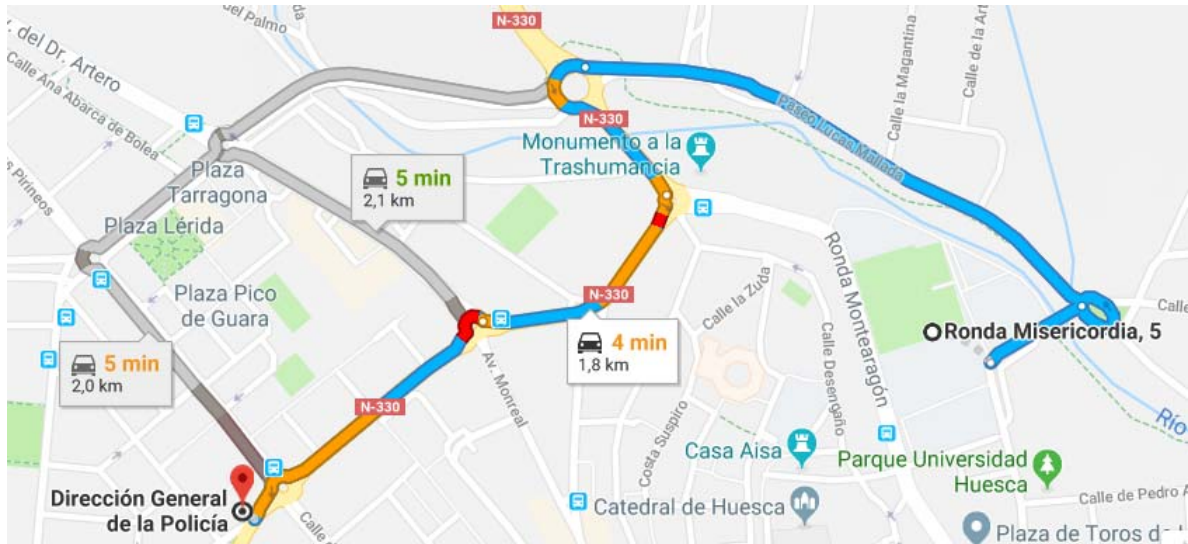 N-330
del Palmo
. del Dr. Artero
Calle Ana Abarca de Bolea
Calle de la Art
Calle la Magantina
N-330
Paseo Lucas Mallada
Monumento a la
Trashumancia
Plaza
Tarragona
5 min
2,1 km
s Pirineos
Plaza Lérida
Plaza Pico
de Guara
N-330
Calle la Zuda
Ronda Montearagón
Calle
Ronda Misericordia, 5
4 min
1,8 km
5 min
2,0 km
Av. Monreal
Calle Desengaño
N-330
Costa Suspiro
Río
Casa Aisa
Parque Universidad
Huesca
Dirección General
de la Policía
Catedral de Huesca
Calle de Pedro A
Calle d
Plaza de Toros de